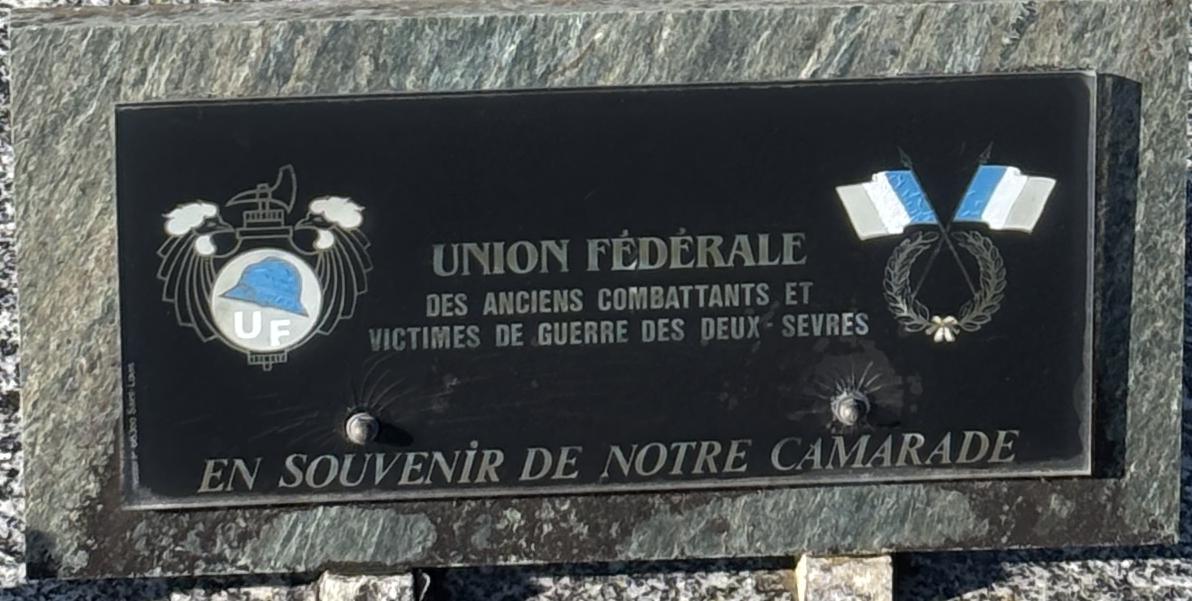 UF
UNION FÉDÉRALE
DES ANCIENS COMBATTANTS ET
VICTIMES DE GUERRE DES DEUX-SEVRES
EN SOUVENIR DE NOTRE CAMARADE